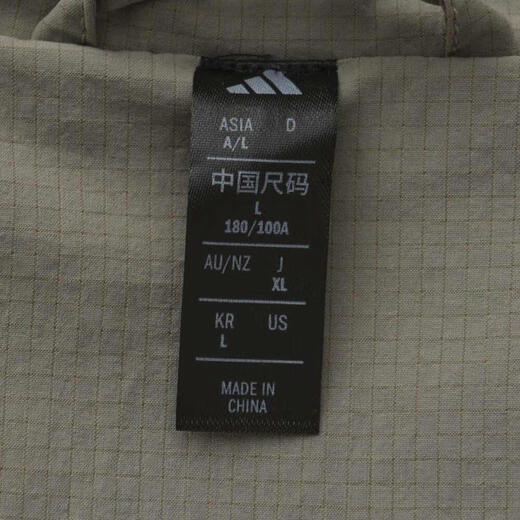 ASIA D
A/L
中国尺码
L
180/100A
AU/NZ J
XL
KR US
L
MADE IN
CHINA